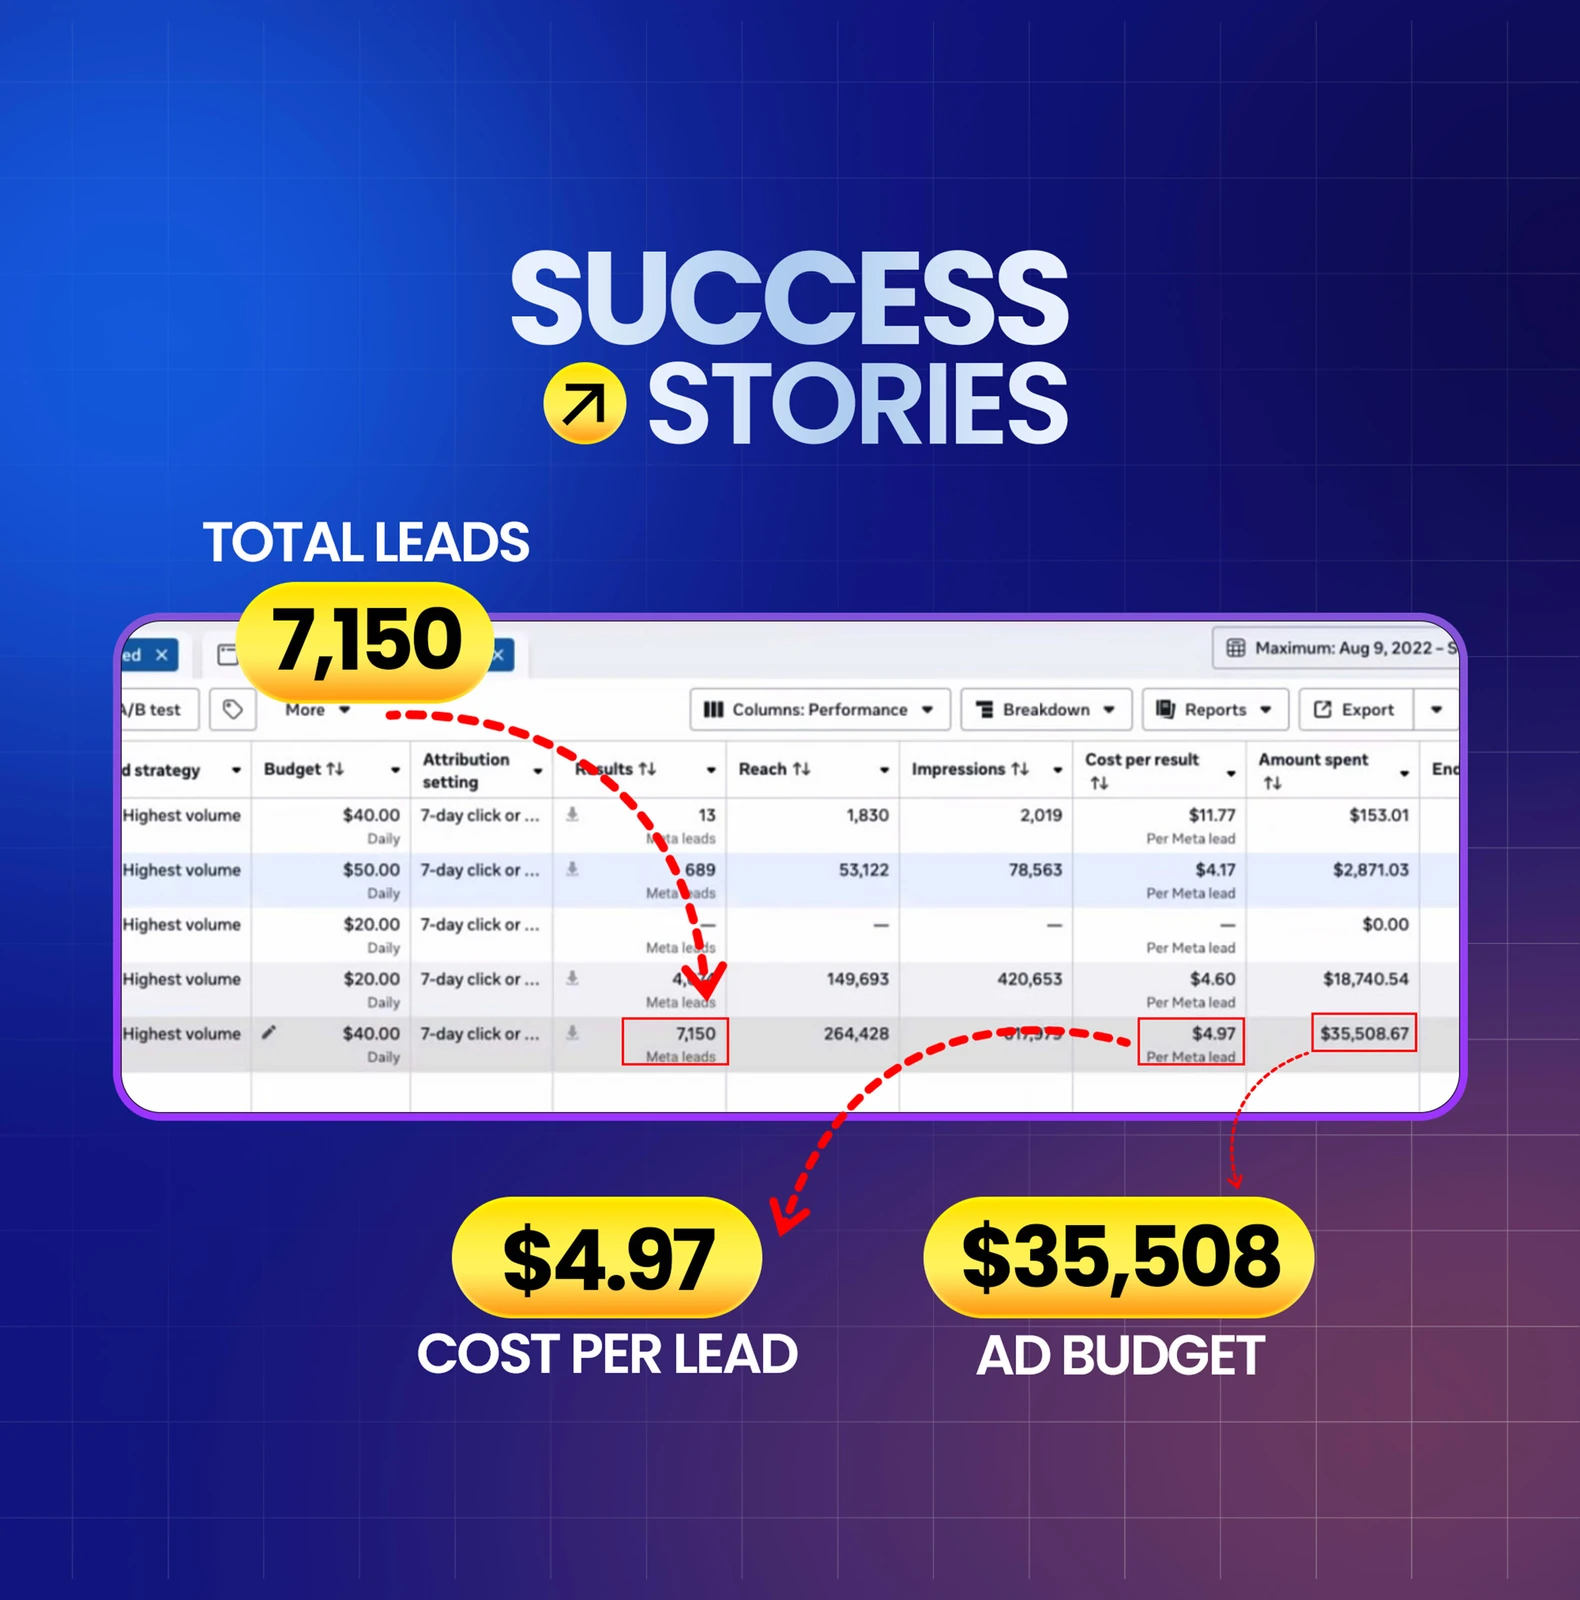 SUCCESS
STORIES
TOTAL LEADS
7,150
ed ×
×
Maximum: Aug 9, 2022 – S
A/B test
More
Columns: Performance
Breakdown
Reports
Export
d strategy
Budget ↑↓
Attribution setting
Results ↑↓
Reach ↑↓
Impressions ↑↓
Cost per result ↑↓
Amount spent ↑↓
Enc
Highest volume $40.00 7-day click or ... 13 1,830 2,019 $11.77 $153.01
Daily Meta leads Per Meta lead
Highest volume $50.00 7-day click or ... 689 53,122 78,563 $4.17 $2,871.03
Daily Meta leads Per Meta lead
Highest volume $20.00 7-day click or ... — — — — $0.00
Daily Meta leads Per Meta lead
Highest volume $20.00 7-day click or ... 149,693 420,653 $4.60 $18,740.54
Daily Meta leads Per Meta lead
Highest volume $40.00 7-day click or ... 7,150 264,428 $4.97 $35,508.67
Daily Meta leads Per Meta lead
$4.97
COST PER LEAD
$35,508
AD BUDGET